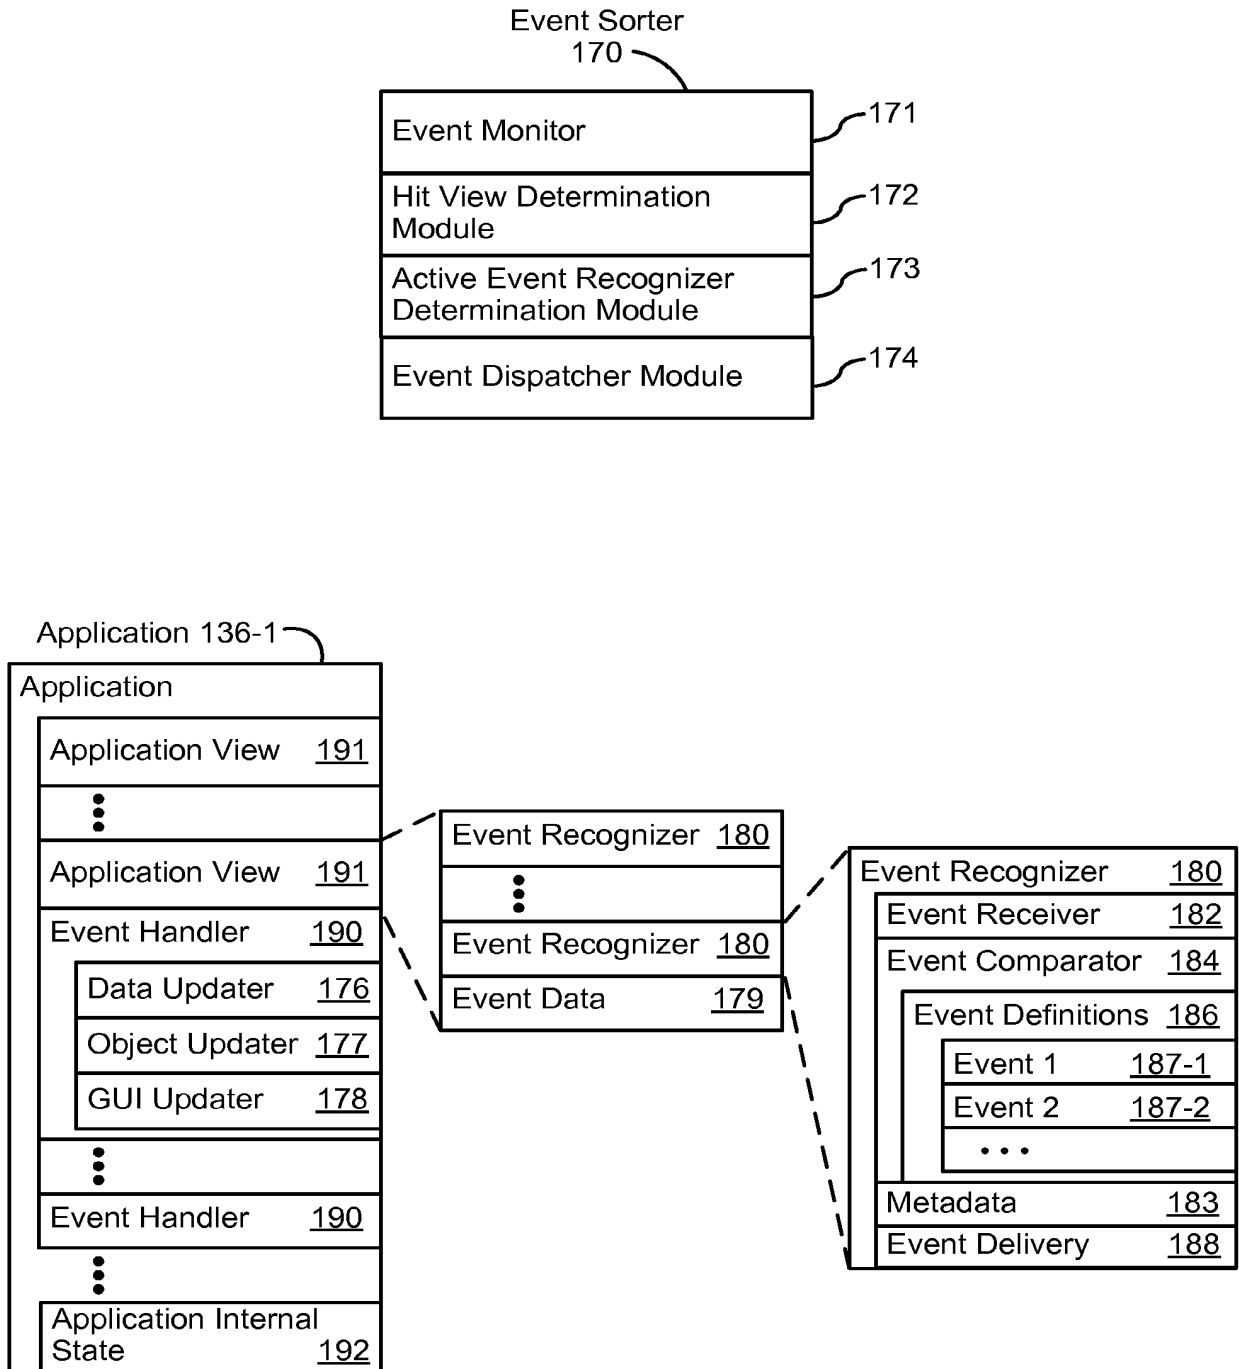 Event Sorter
170
Event Monitor
171
Hit View Determination
Module
172
Active Event Recognizer
Determination Module
173
Event Dispatcher Module
174
Application 136-1
Application
Application View 191
Application View 191
Event Handler 190
Data Updater 176
Object Updater 177
GUI Updater 178
Event Handler 190
Application Internal
State 192
Event Recognizer 180
Event Recognizer 180
Event Data 179
Event Recognizer 180
Event Receiver 182
Event Comparator 184
Event Definitions 186
Event 1 187-1
Event 2 187-2
• • •
Metadata 183
Event Delivery 188